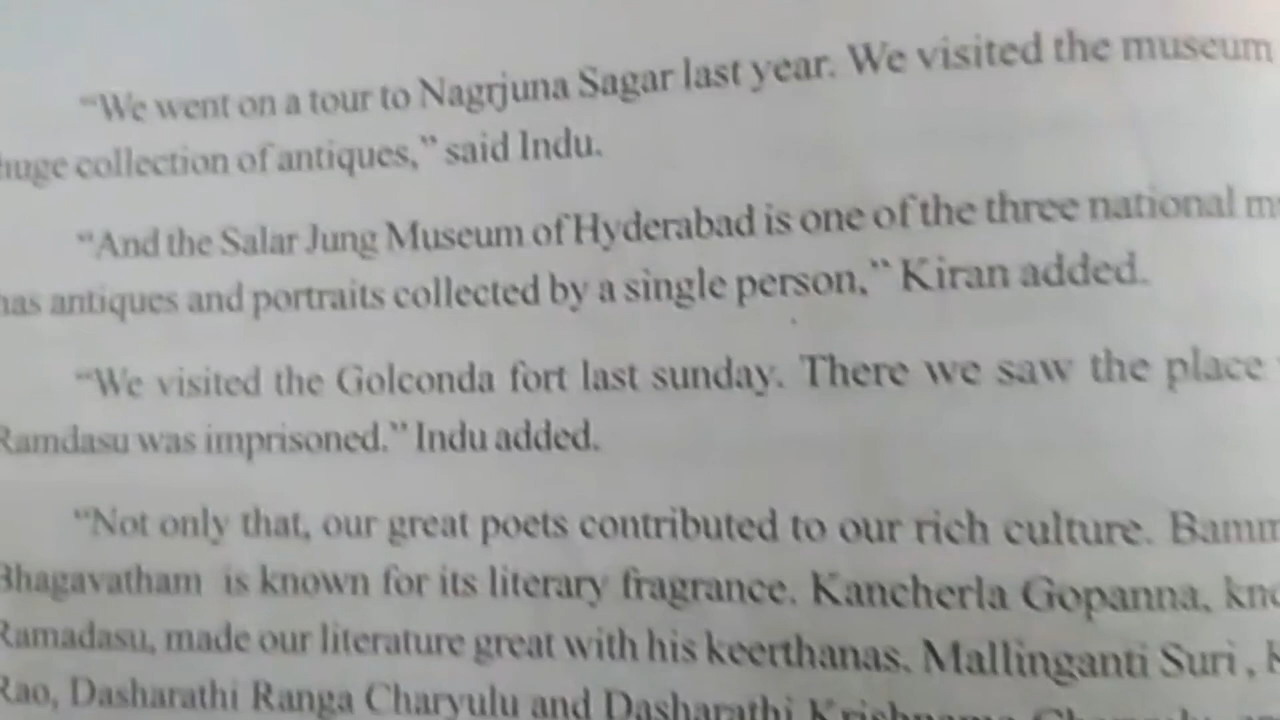 “We went on a tour to Nagrjuna Sagar last year. We visited the museum
huge collection of antiques,” said Indu.
“And the Salar Jung Museum of Hyderabad is one of the three national
has antiques and portraits collected by a single person,” Kiran added.
“We visited the Golconda fort last sunday. There we saw the place
Ramdasu was imprisoned.” Indu added.
“Not only that, our great poets contributed to our rich culture.
Bhagavatham is known for its literary fragrance. Kancherla Gopanna,
Ramadasu, made our literature great with his keerthanas. Mallinganti Suri ,
Rao, Dasharathi Ranga Charyulu and Dasharathi